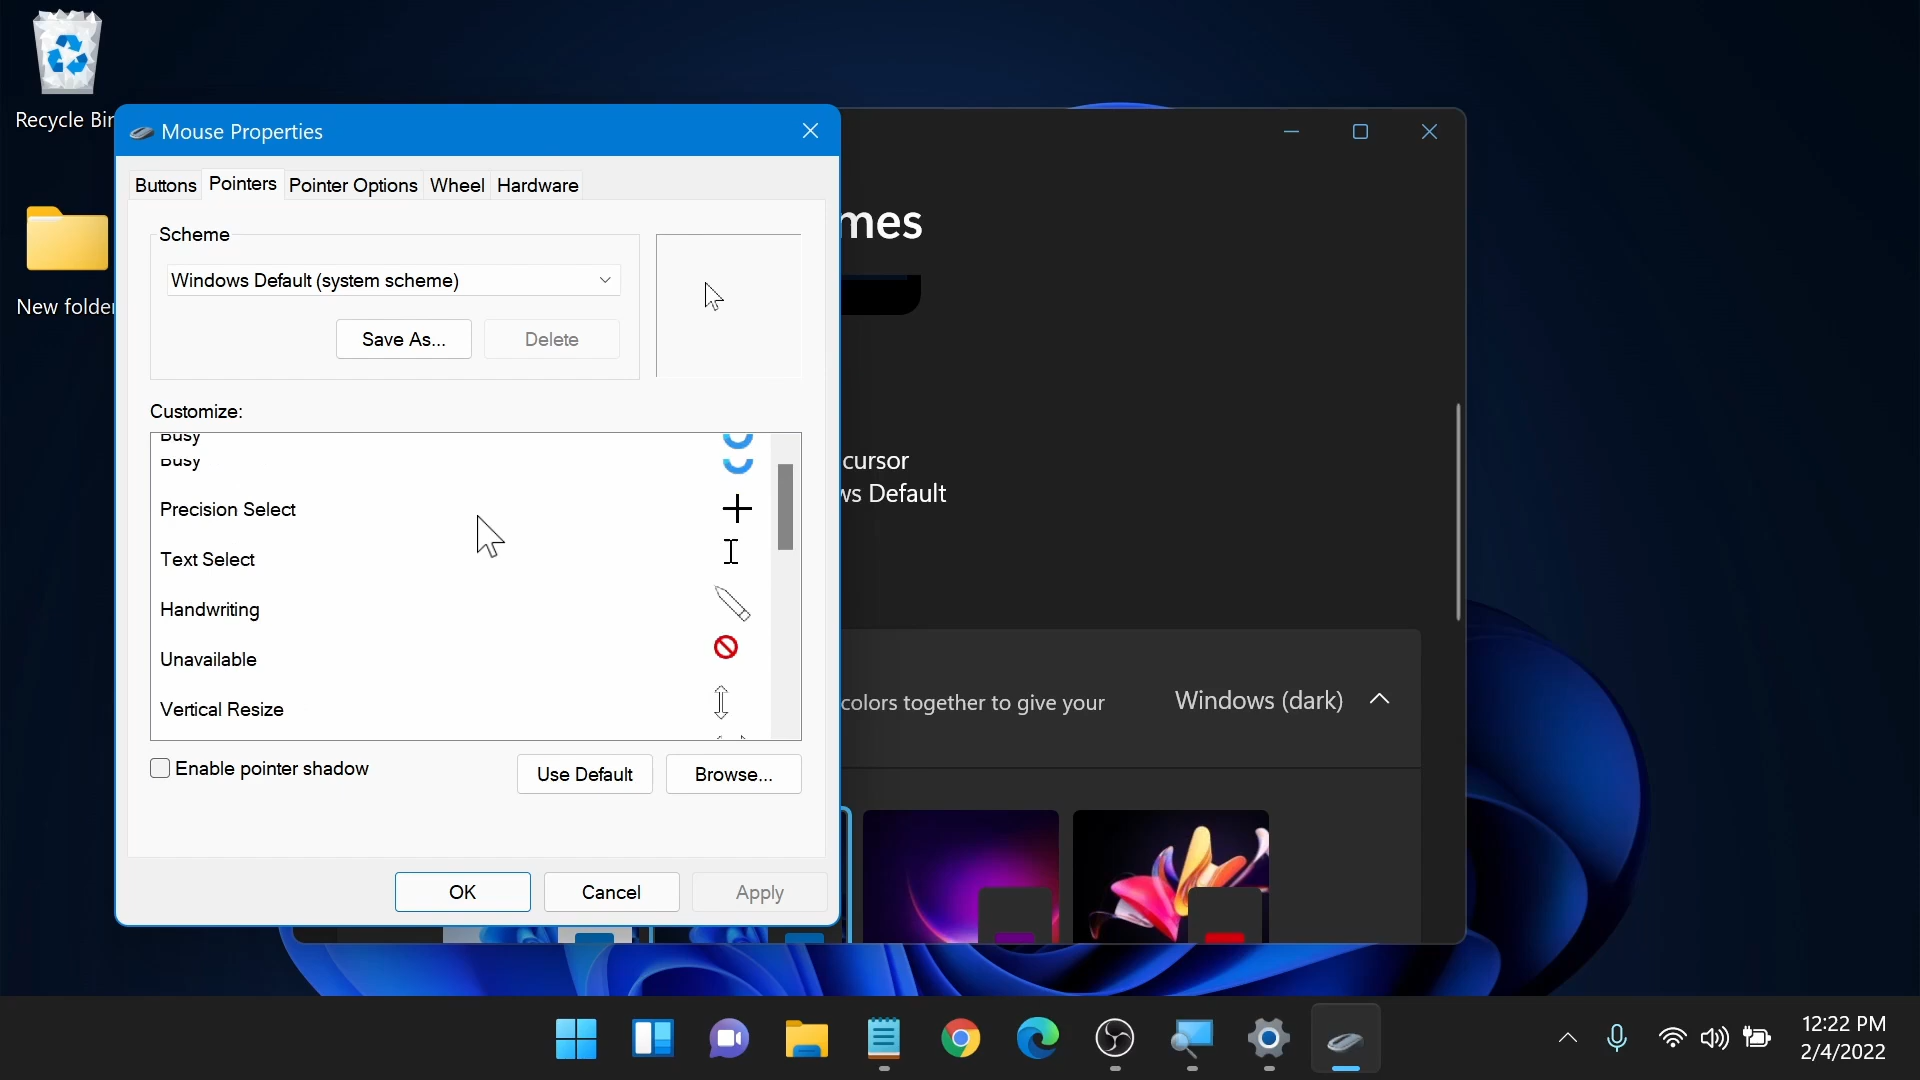 Recycle Bin
New folder
Mouse Properties
Buttons
Pointers
Pointer Options
Wheel
Hardware
Scheme
Windows Default (system scheme)
Save As...
Delete
Customize:
Busy
Busy
Precision Select
Text Select
Handwriting
Unavailable
Vertical Resize
Enable pointer shadow
Use Default
Browse...
OK
Cancel
Apply
mes
cursor
ws Default
colors together to give your
Windows (dark)
12:22 PM
2/4/2022